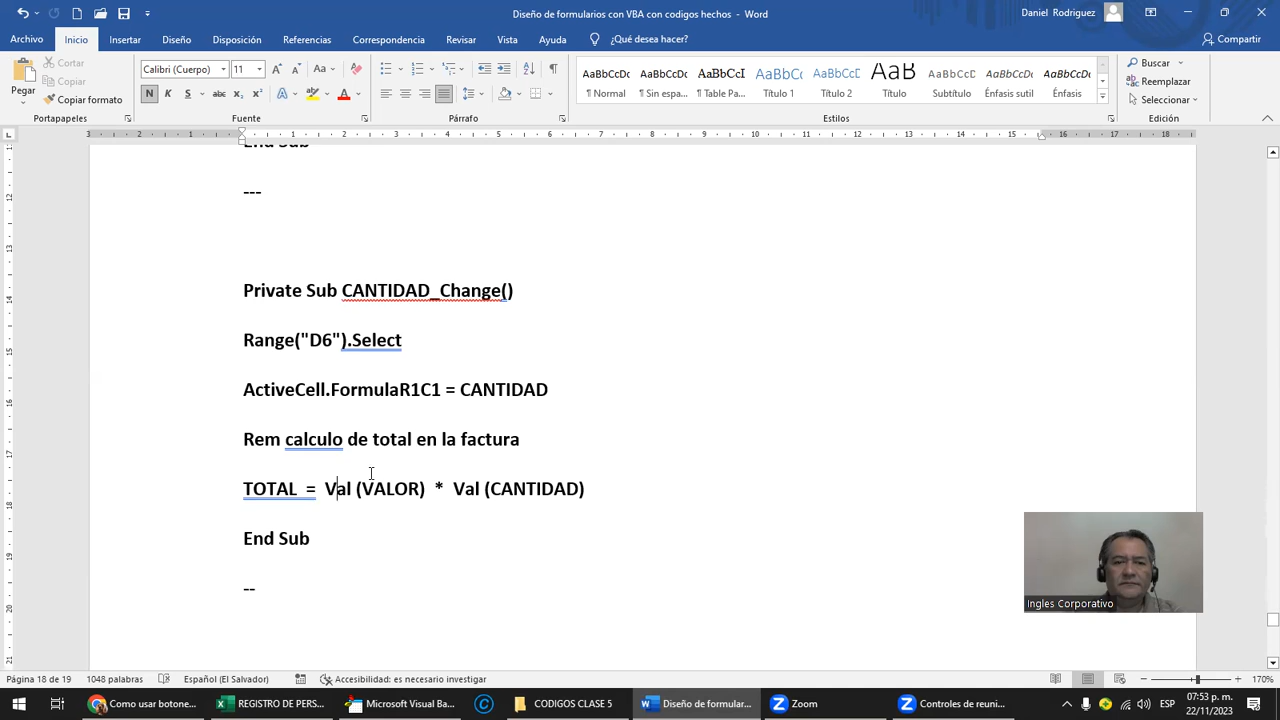 Diseño de formularios con VBA con codigos hechos - Word
Daniel Rodriguez
Archivo Inicio Insertar Diseño Disposición Referencias Correspondencia Revisar Vista Ayuda ¿Qué desea hacer? Compartir
Cortar
Copiar
Copiar formato
Pegar
Portapapeles
Calibri (Cuerpo) 11
Fuente
Párrafo
AaBbCcDc AaBbCcDc AaBbCcI AaBbCcDc AaBbCcDc AaB AaBbCcDc AaBbCcDc AaBbCcDc
¶ Normal ¶ Sin espa... ¶ Table Pa... Título 1 Título 2 Título Subtítulo Énfasis sutil Énfasis
Estilos
Buscar
Reemplazar
Seleccionar
Edición
End Sub
---
Private Sub CANTIDAD_Change()
Range("D6").Select
ActiveCell.FormulaR1C1 = CANTIDAD
Rem calculo de total en la factura
TOTAL = Val (VALOR) * Val (CANTIDAD)
End Sub
--
Ingles Corporativo
Página 18 de 19 1048 palabras Español (El Salvador) Accesibilidad: es necesario investigar 170%
Como usar botone... REGISTRO DE PERS... Microsoft Visual Ba... CODIGOS CLASE 5 Diseño de formular... Zoom Controles de reuni... ESP
07:53 p. m.
22/11/2023